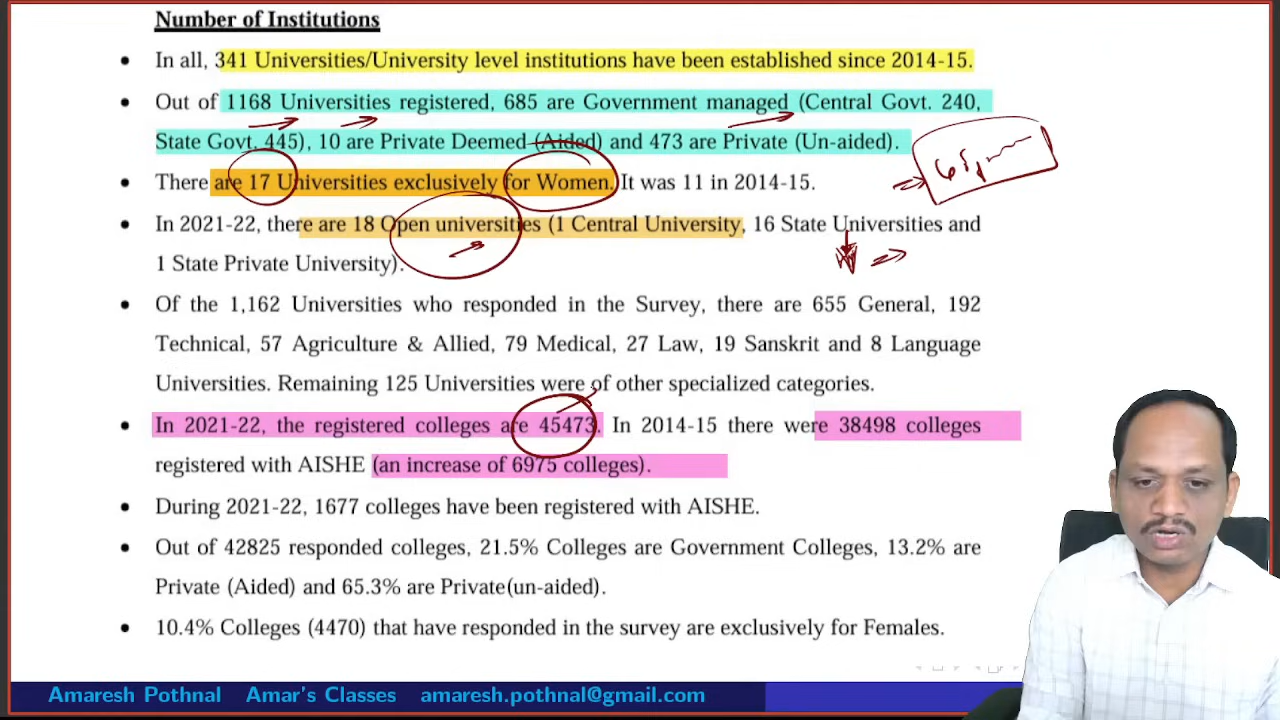 Number of Institutions
• In all, 341 Universities/University level institutions have been established since 2014-15.
• Out of 1168 Universities registered, 685 are Government managed (Central Govt. 240,
State Govt. 445), 10 are Private Deemed (Aided) and 473 are Private (Un-aided).
• There are 17 Universities exclusively for Women. It was 11 in 2014-15.
• In 2021-22, there are 18 Open universities (1 Central University, 16 State Universities and
1 State Private University).
• Of the 1,162 Universities who responded in the Survey, there are 655 General, 192
Technical, 57 Agriculture & Allied, 79 Medical, 27 Law, 19 Sanskrit and 8 Language
Universities. Remaining 125 Universities were of other specialized categories.
• In 2021-22, the registered colleges are 45473. In 2014-15 there were 38498 colleges
registered with AISHE (an increase of 6975 colleges).
• During 2021-22, 1677 colleges have been registered with AISHE.
• Out of 42825 responded colleges, 21.5% Colleges are Government Colleges, 13.2% are
Private (Aided) and 65.3% are Private(un-aided).
• 10.4% Colleges (4470) that have responded in the survey are exclusively for Females.
Amaresh Pothnal Amar's Classes amaresh.pothnal@gmail.com